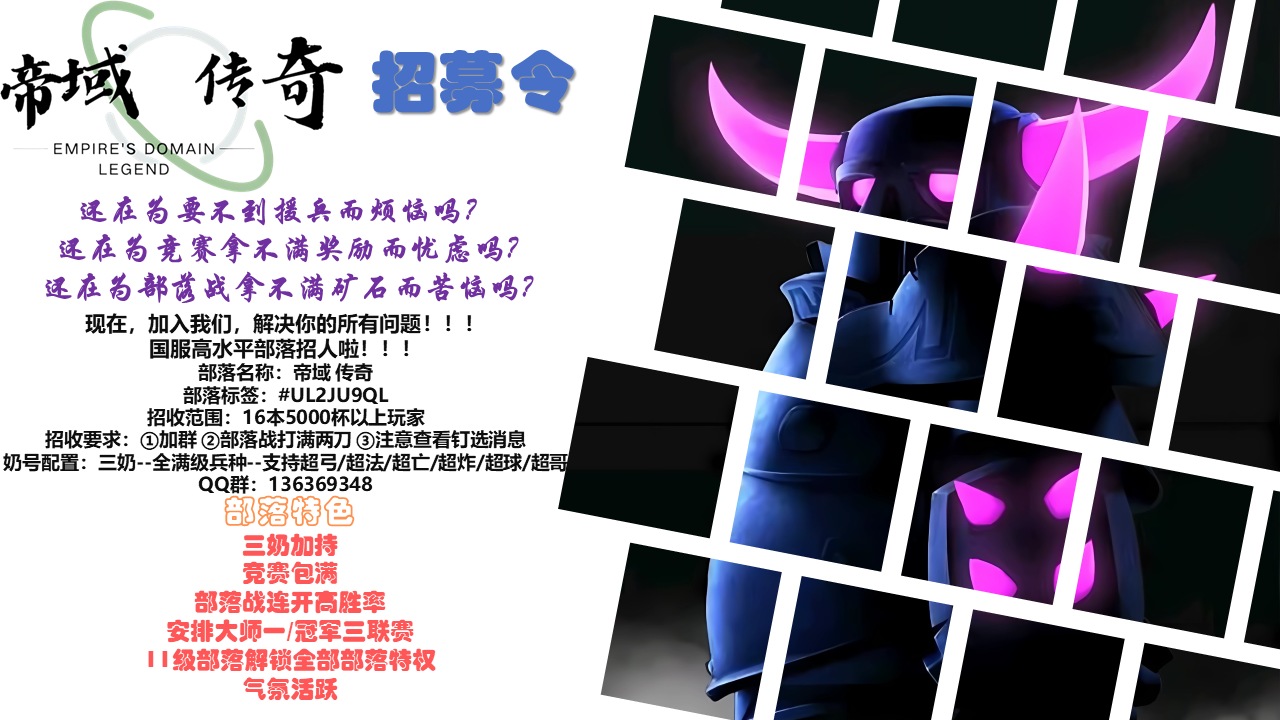 帝域 传奇 招募令
EMPIRE'S DOMAIN
LEGEND
还在为要不到援兵而烦恼吗？
还在为竞赛拿不满奖励而忧虑吗？
还在为部落战拿不满矿石而苦恼吗？
现在，加入我们，解决你的所有问题！！！
国服高水平部落招人啦！！！
部落名称：帝域 传奇
部落标签：#UL2JU9QL
招收范围：16本5000杯以上玩家
招收要求：①加群 ②部落战打满两刀 ③注意查看钉选消息
奶号配置：三奶--全满级兵种--支持超弓/超法/超亡/超炸/超球/超哥
QQ群：136369348
部落特色
三奶加持
竞赛包满
部落战连开高胜率
安排大师一/冠军三联赛
11级部落解锁全部部落特权
气氛活跃